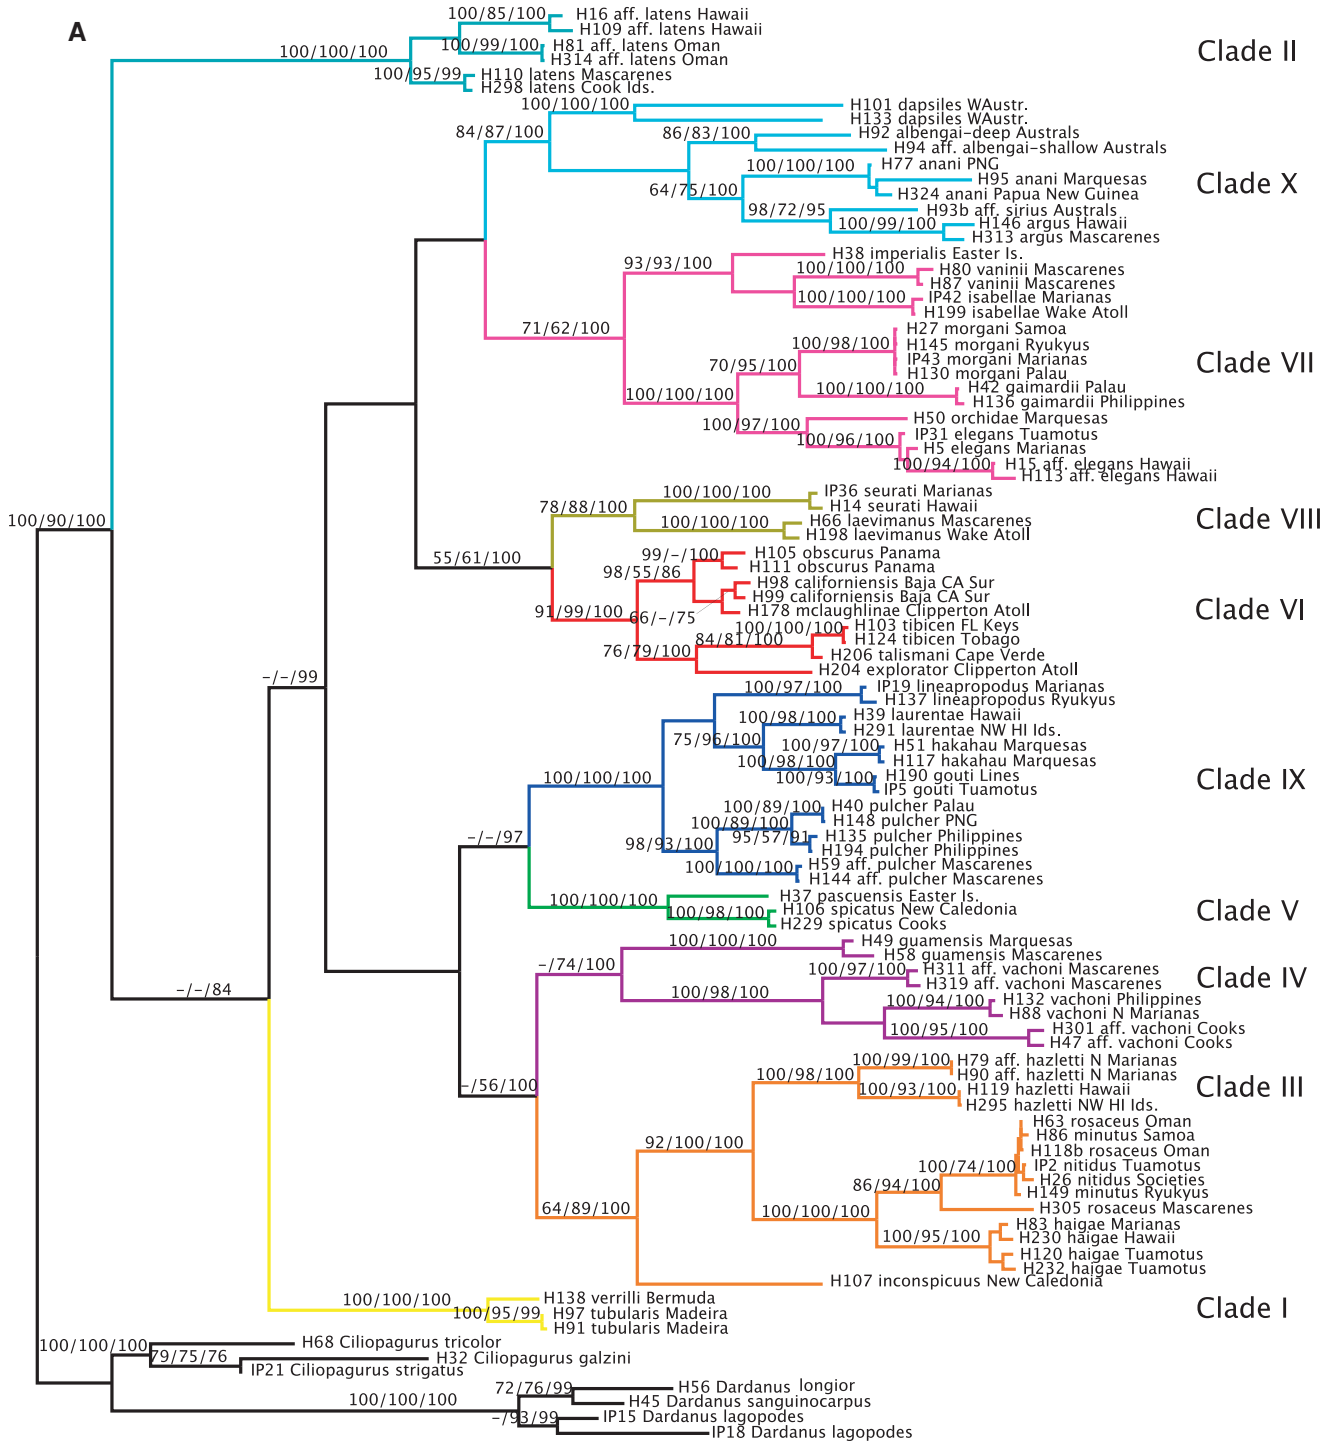 A
100/85/100
H16 aff. latens Hawaii
H109 aff. latens Hawaii
100/100/100
100/99/100
H81 aff. latens Oman
H314 aff. latens Oman
Clade II
100/95/99
H110 latens Mascarenes
H298 latens Cook Ids.
100/100/100
H101 dapsiles WAustr.
H133 dapsiles WAustr.
84/87/100
86/83/100
H92 albengai-deep Australs
H94 aff. albengai-shallow Australs
100/100/100
H77 anani PNG
H95 anani Marquesas
Clade X
64/75/100
H324 anani Papua New Guinea
98/72/95
H93b aff. sirius Australs
100/99/100
H146 argus Hawaii
H313 argus Mascarenes
H38 imperialis Easter Is.
93/93/100
100/100/100
H80 vaninii Mascarenes
H87 vaninii Mascarenes
100/100/100
IP42 isabellae Marianas
H199 isabellae Wake Atoll
71/62/100
H27 morgani Samoa
100/98/100
H145 morgani Ryukyus
IP43 morgani Marianas
Clade VII
70/95/100
H130 morgani Palau
100/100/100
100/100/100
H42 gaimardii Palau
H136 gaimardii Philippines
100/97/100
H50 orchidae Marquesas
100/96/100
IP31 elegans Tuamotus
H5 elegans Marianas
100/94/100
H15 aff. elegans Hawaii
H113 aff. elegans Hawaii
100/90/100
78/88/100
100/100/100
IP36 seurati Marianas
H14 seurati Hawaii
100/100/100
H66 laevimanus Mascarenes
Clade VIII
H198 laevimanus Wake Atoll
55/61/100
99/-/100
H105 obscurus Panama
98/55/86
H111 obscurus Panama
H98 californiensis Baja CA Sur
H99 californiensis Baja CA Sur
91/99/100
66/-/75
H178 mclaughlinae Clipperton Atoll
Clade VI
100/100/100
H103 tibicen FL Keys
84/81/100
H124 tibicen Tobago
76/79/100
H206 talismani Cape Verde
H204 explorator Clipperton Atoll
-/-/99
100/97/100
IP19 lineapropodus Marianas
H137 lineapropodus Ryukyus
100/98/100
H39 laurentae Hawaii
H291 laurentae NW HI Ids.
75/96/100
100/97/100
H51 hakahau Marquesas
100/98/100
H117 hakahau Marquesas
100/100/100
100/93/100
H190 gouti Lines
Clade IX
IP5 gouti Tuamotus
100/89/100
H40 pulcher Palau
100/89/100
H148 pulcher PNG
-/-/97
98/93/100
95/57/91
H135 pulcher Philippines
H194 pulcher Philippines
100/100/100
H59 aff. pulcher Mascarenes
H144 aff. pulcher Mascarenes
100/100/100
H37 pascuensis Easter Is.
100/98/100
H106 spicatus New Caledonia
Clade V
H229 spicatus Cooks
100/100/100
H49 guamensis Marquesas
H58 guamensis Mascarenes
-/74/100
100/97/100
H311 aff. vachoni Mascarenes
Clade IV
H319 aff. vachoni Mascarenes
-/-/84
100/98/100
100/94/100
H132 vachoni Philippines
H88 vachoni N Marianas
100/95/100
H301 aff. vachoni Cooks
H47 aff. vachoni Cooks
100/99/100
H79 aff. hazletti N Marianas
-/56/100
100/98/100
H90 aff. hazletti N Marianas
100/93/100
H119 hazletti Hawaii
Clade III
H295 hazletti NW HI Ids.
H63 rosaceus Oman
92/100/100
H86 minutus Samoa
H118b rosaceus Oman
100/74/100
IP2 nitidus Tuamotus
H26 nitidus Societies
86/94/100
H149 minutus Ryukyus
64/89/100
100/100/100
H305 rosaceus Mascarenes
H83 haigae Marianas
100/95/100
H230 haigae Hawaii
H120 haigae Tuamotus
H232 haigae Tuamotus
H107 inconspicuus New Caledonia
100/100/100
H138 verrilli Bermuda
Clade I
100/95/99
H97 tubularis Madeira
H91 tubularis Madeira
100/100/100
H68 Ciliopagurus tricolor
79/75/76
H32 Ciliopagurus galzini
IP21 Ciliopagurus strigatus
72/76/99
H56 Dardanus longior
100/100/100
H45 Dardanus sanguinocarpus
-/93/99
IP15 Dardanus lagopodes
IP18 Dardanus lagopodes